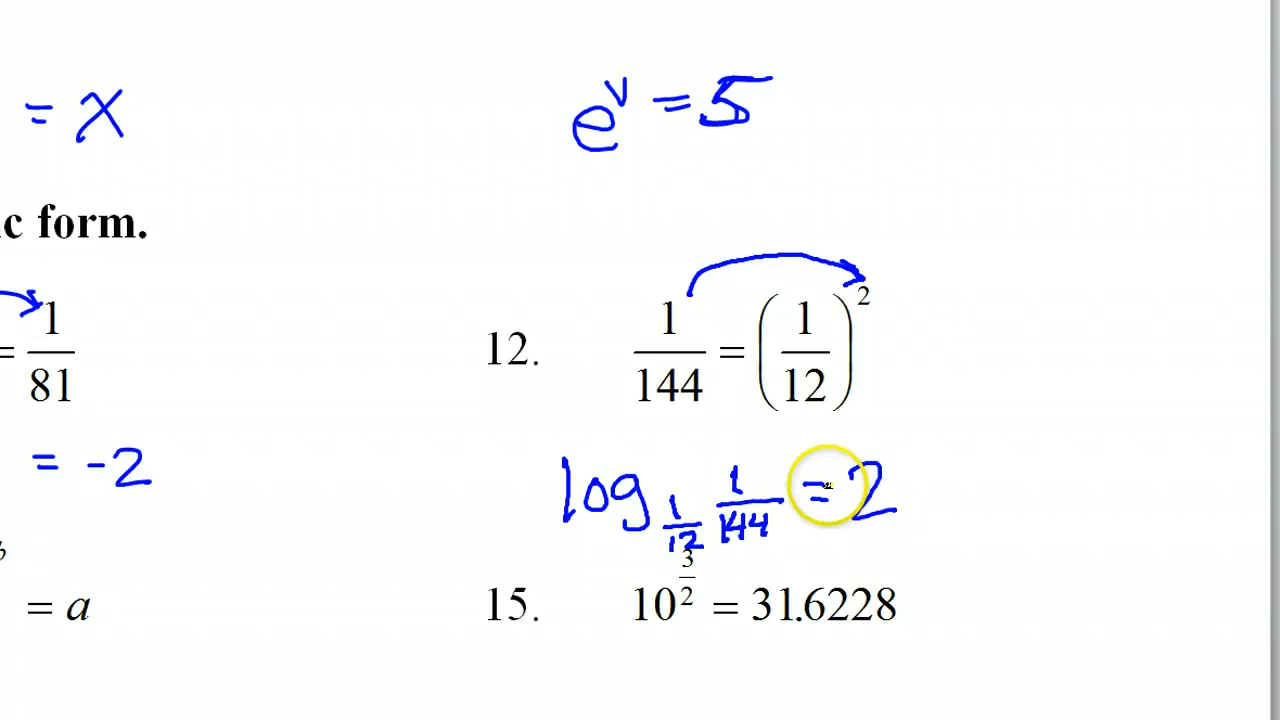 = x
e^v = 5
c form.
= 1/81
12. 1/144 = (1/12)^2
= -2
log_{1/12} 1/144 = 2
= a
15. 10^{3/2} = 31.6228